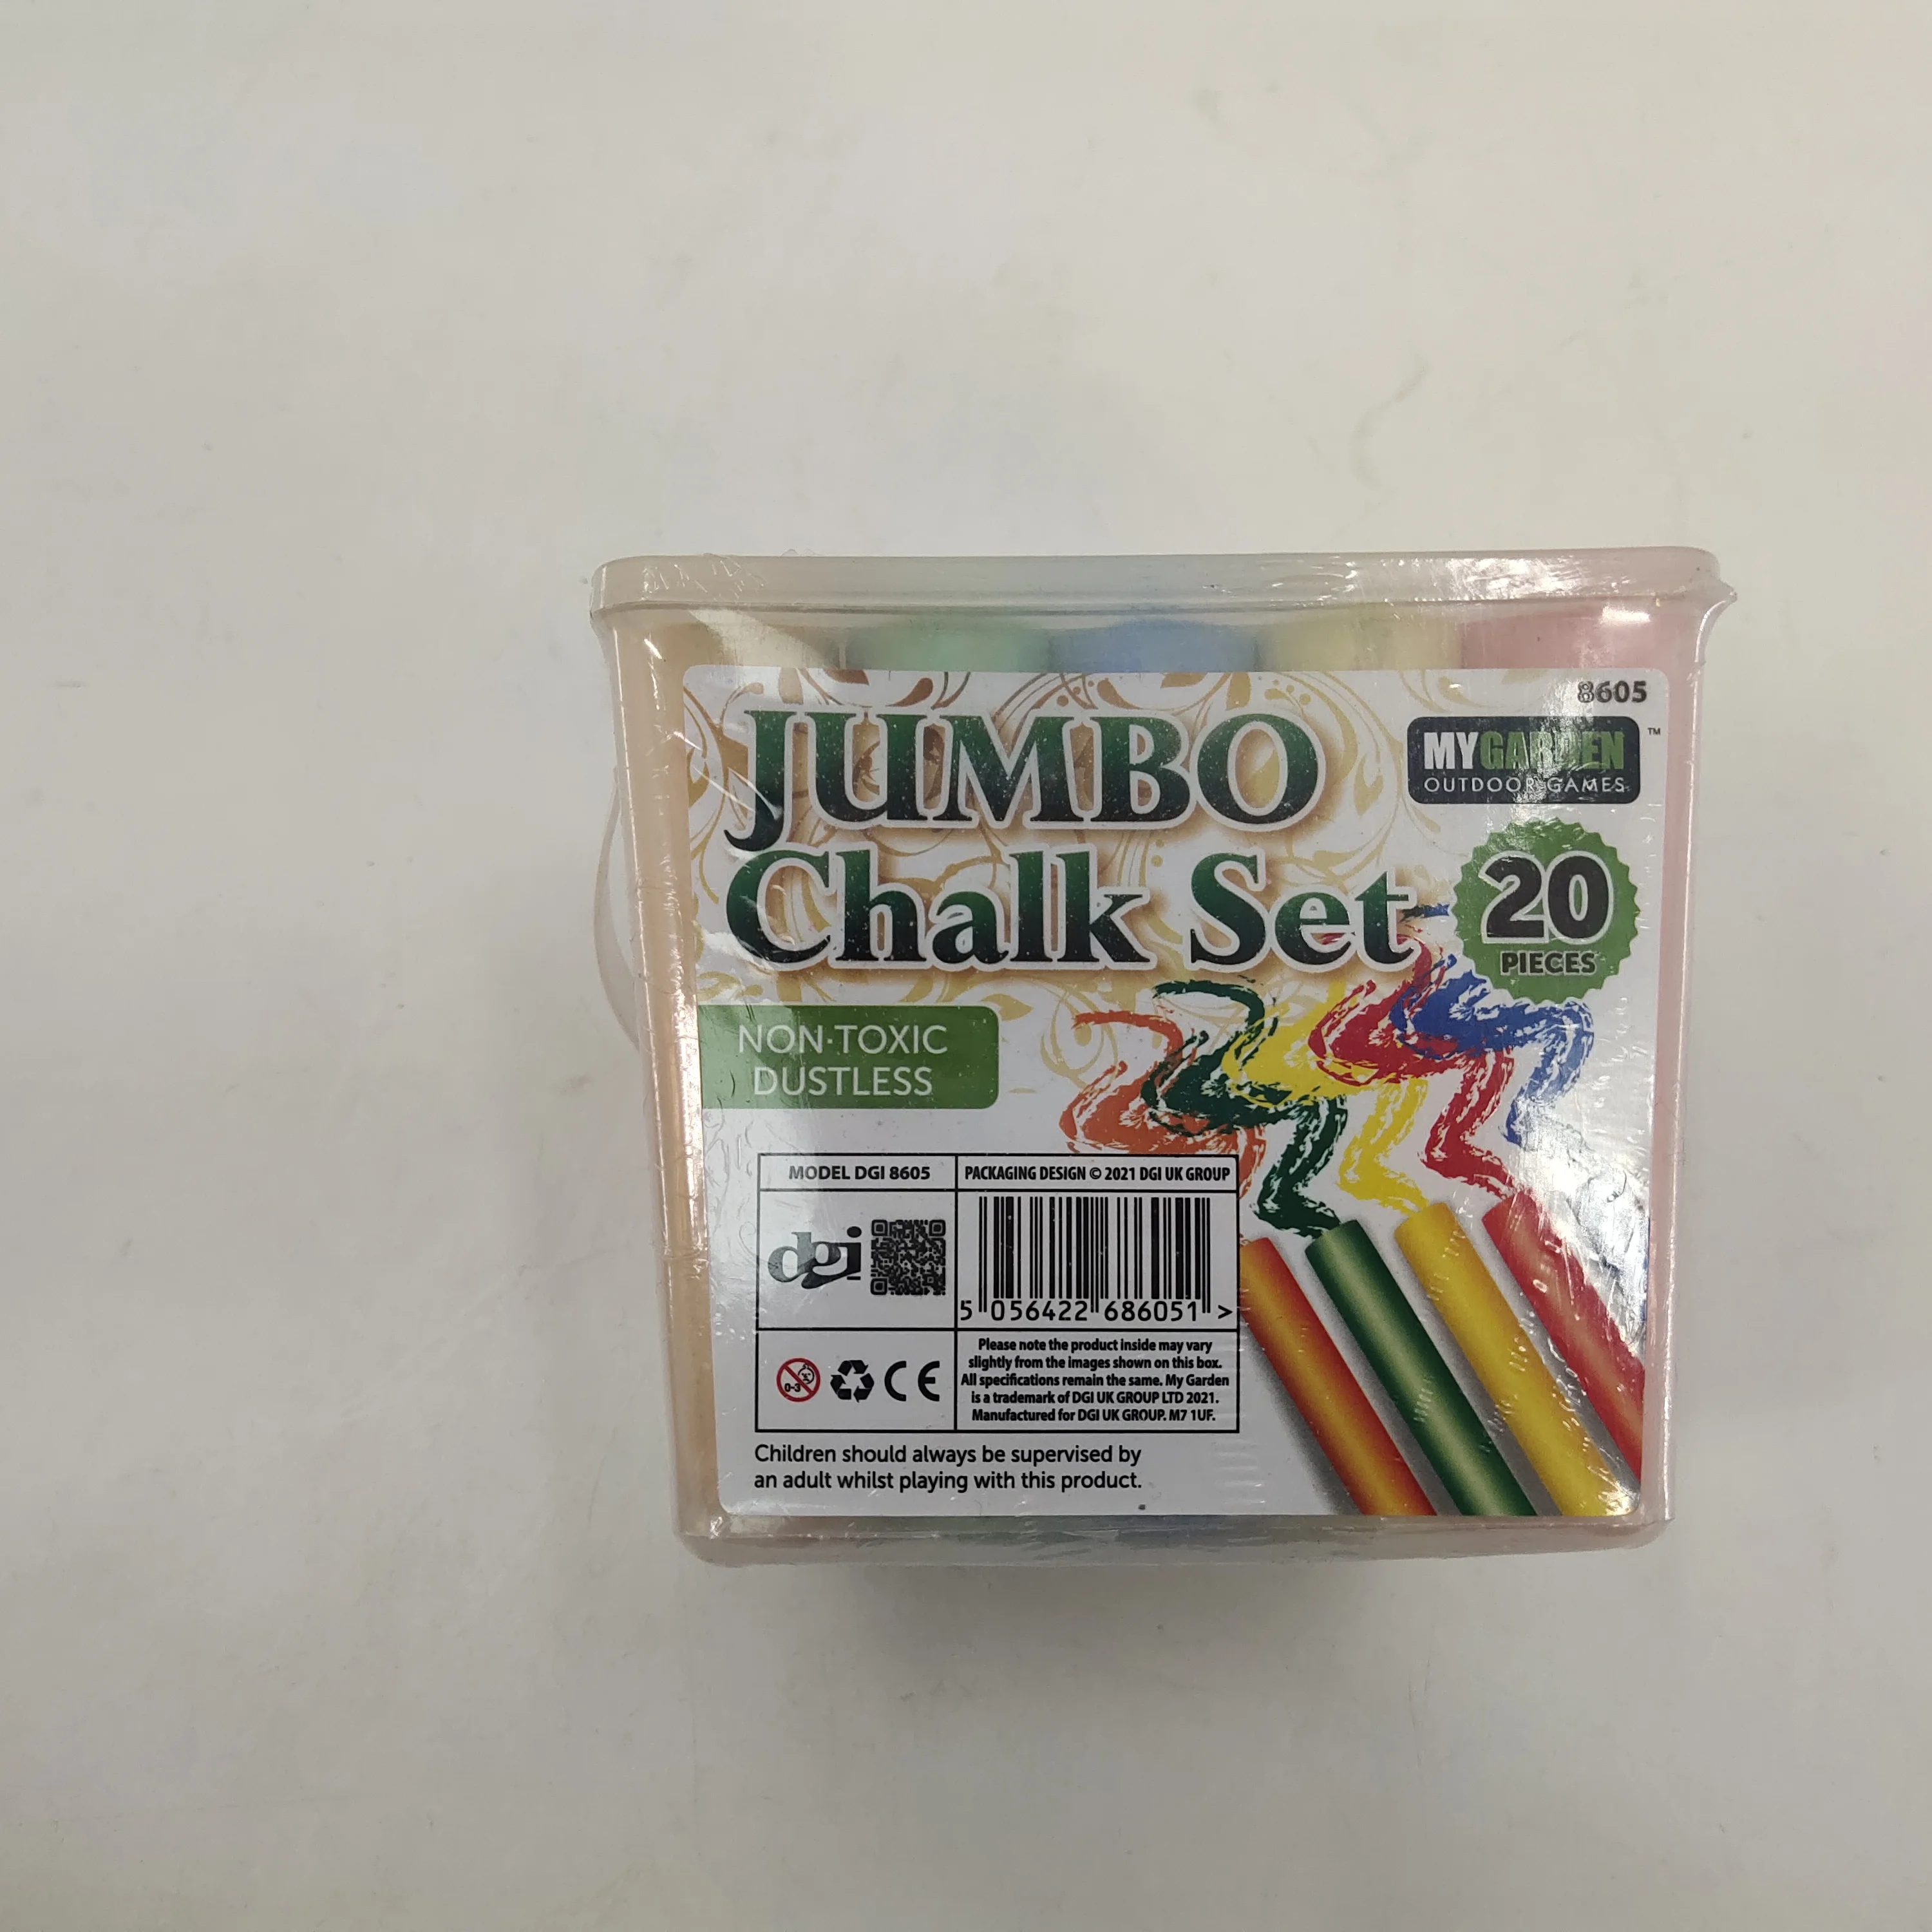 8605
JUMBO
Chalk Set
MYGARDEN™
OUTDOOR GAMES
20
PIECES
NON-TOXIC
DUSTLESS
MODEL DGI 8605
PACKAGING DESIGN © 2021 DGI UK GROUP
dgi
5 056422 686051 >
0-3
CE
Please note the product inside may vary
slightly from the images shown on this box.
All specifications remain the same. My Garden
is a trademark of DGI UK GROUP LTD 2021.
Manufactured for DGI UK GROUP. M7 1UF.
Children should always be supervised by
an adult whilst playing with this product.